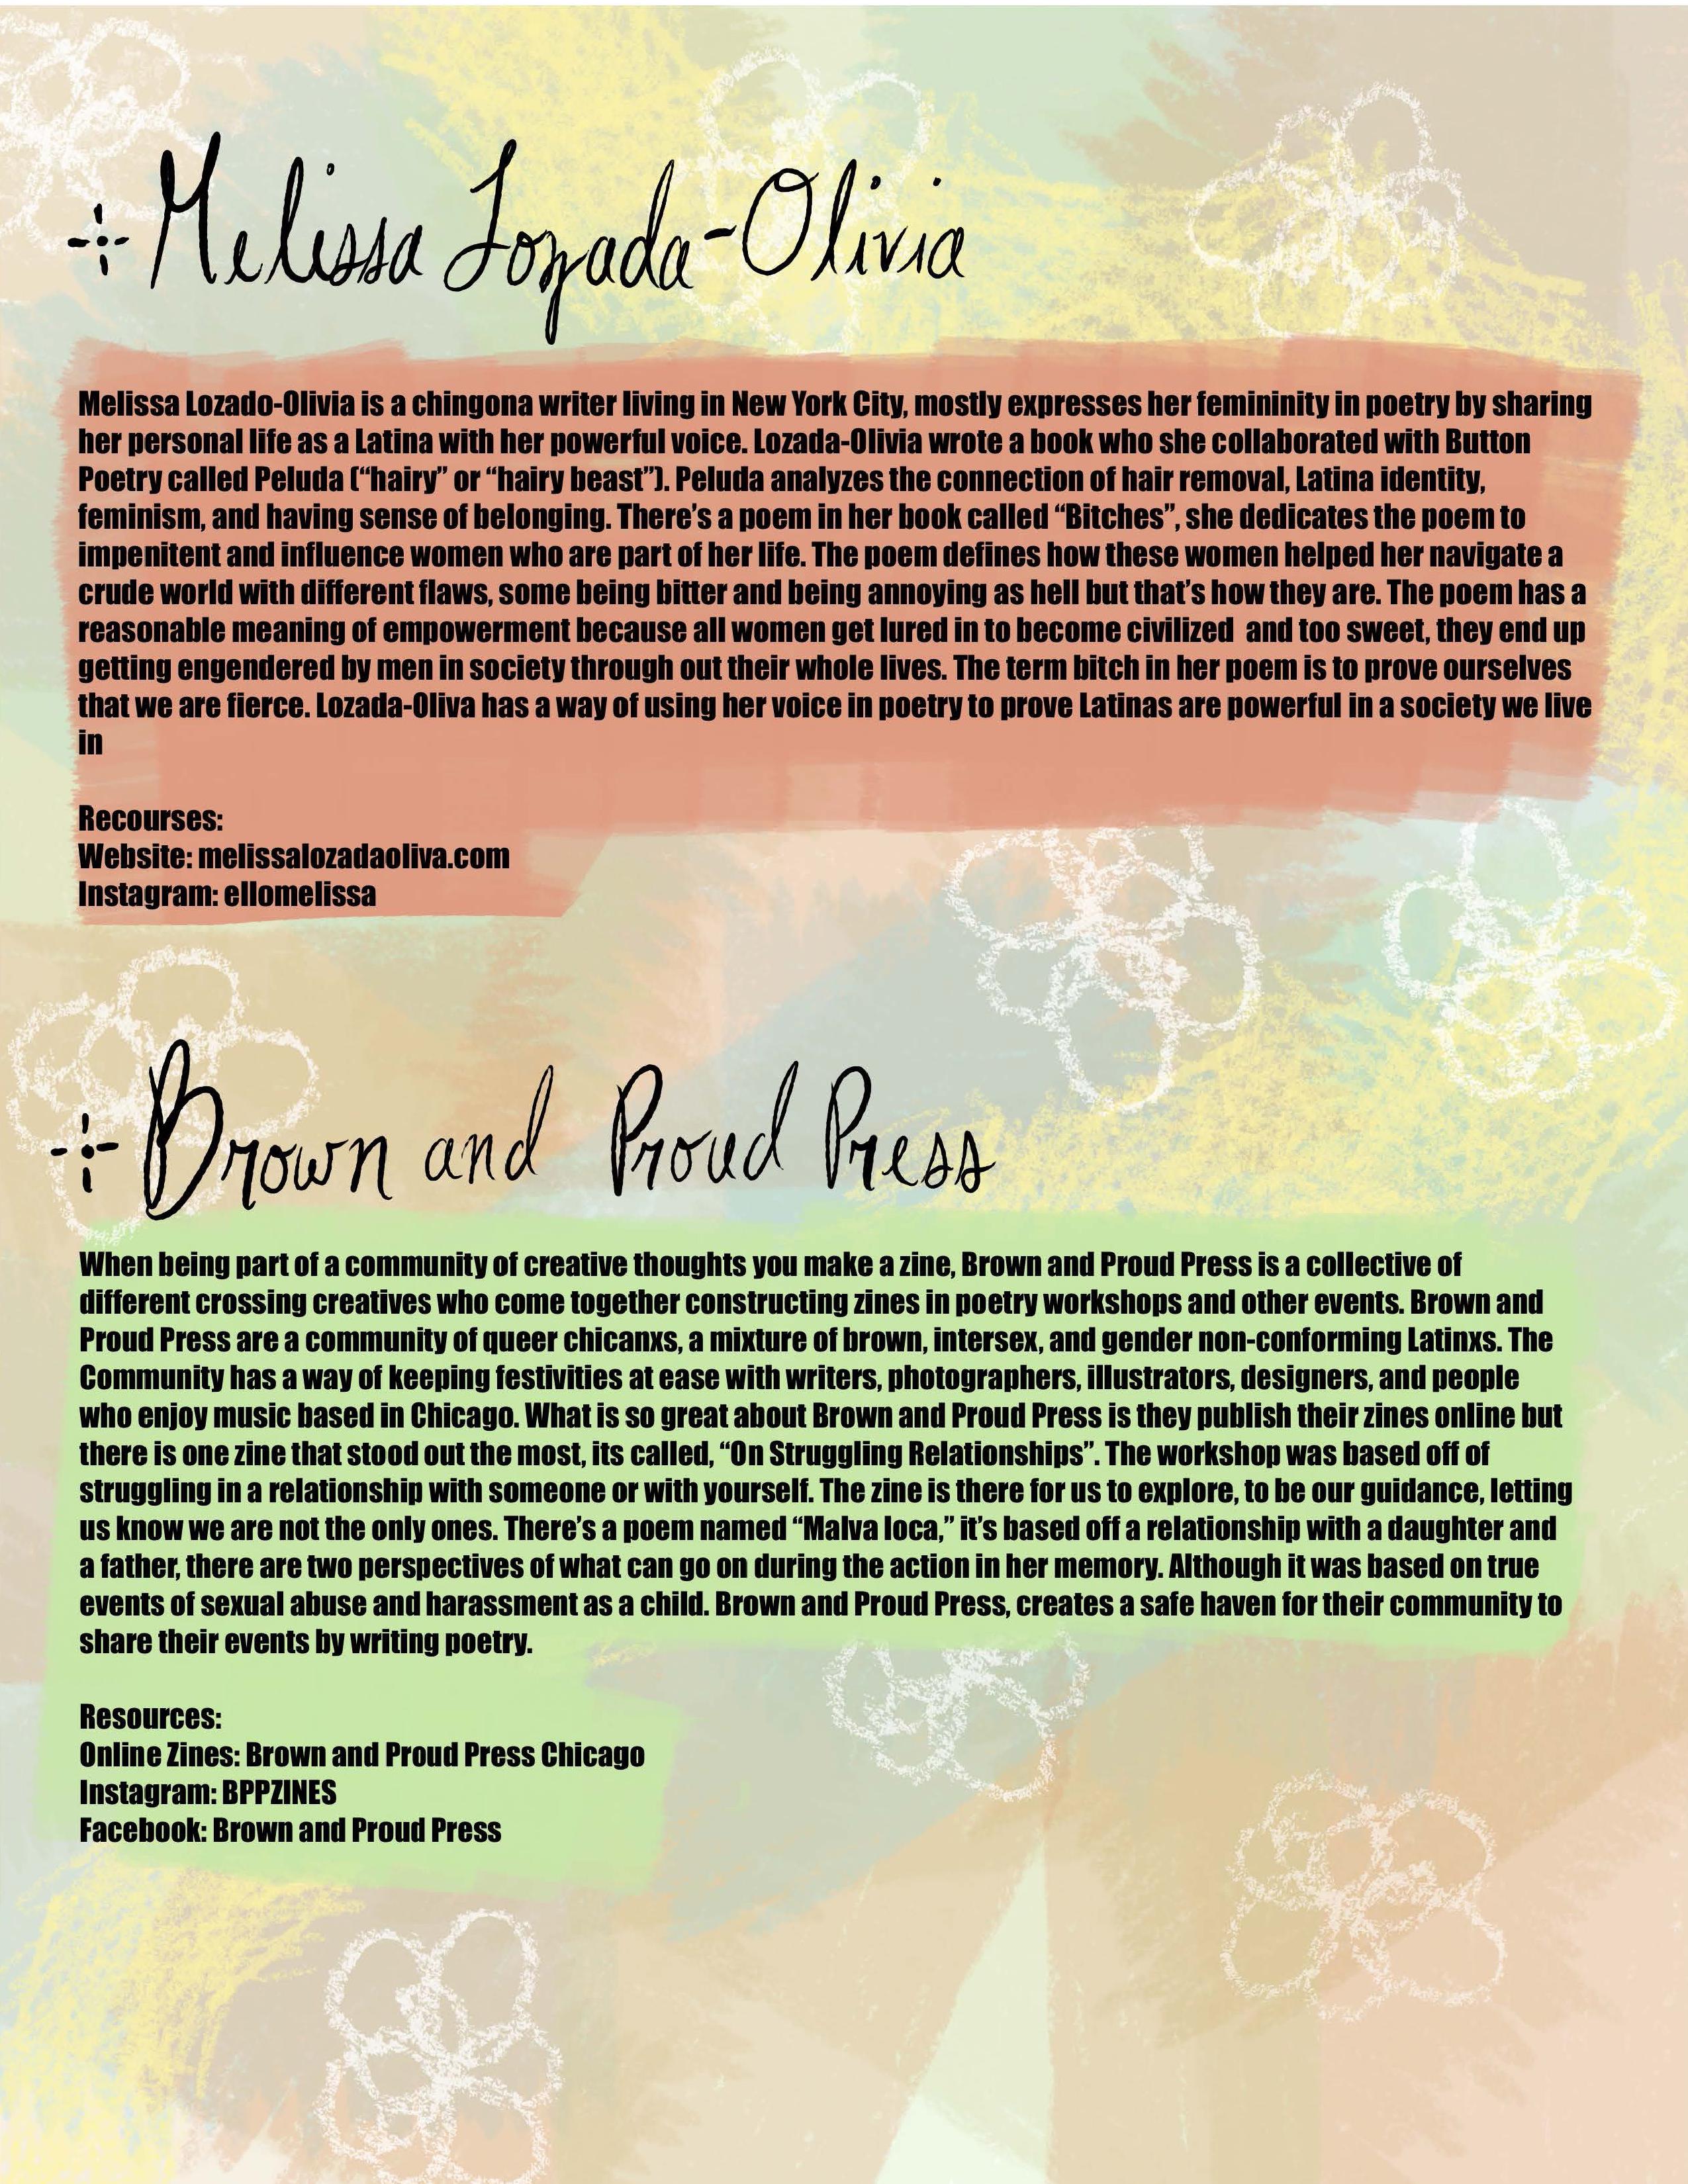 Melissa Lozada-Olivia
Melissa Lozado-Olivia is a chingona writer living in New York City, mostly expresses her femininity in poetry by sharing
her personal life as a Latina with her powerful voice. Lozada-Olivia wrote a book who she collaborated with Button
Poetry called Peluda (“hairy” or “hairy beast”). Peluda analyzes the connection of hair removal, Latina identity,
feminism, and having sense of belonging. There’s a poem in her book called “Bitches”, she dedicates the poem to
impenitent and influence women who are part of her life. The poem defines how these women helped her navigate a
crude world with different flaws, some being bitter and being annoying as hell but that’s how they are. The poem has a
reasonable meaning of empowerment because all women get lured in to become civilized  and too sweet, they end up
getting engendered by men in society through out their whole lives. The term bitch in her poem is to prove ourselves
that we are fierce. Lozada-Oliva has a way of using her voice in poetry to prove Latinas are powerful in a society we live
in
Recourses:
Website: melissalozadaoliva.com
Instagram: ellomelissa
Brown and Proud Press
When being part of a community of creative thoughts you make a zine, Brown and Proud Press is a collective of
different crossing creatives who come together constructing zines in poetry workshops and other events. Brown and
Proud Press are a community of queer chicanxs, a mixture of brown, intersex, and gender non-conforming Latinxs. The
Community has a way of keeping festivities at ease with writers, photographers, illustrators, designers, and people
who enjoy music based in Chicago. What is so great about Brown and Proud Press is they publish their zines online but
there is one zine that stood out the most, its called, “On Struggling Relationships”. The workshop was based off of
struggling in a relationship with someone or with yourself. The zine is there for us to explore, to be our guidance, letting
us know we are not the only ones. There’s a poem named “Malva loca,” it’s based off a relationship with a daughter and
a father, there are two perspectives of what can go on during the action in her memory. Although it was based on true
events of sexual abuse and harassment as a child. Brown and Proud Press, creates a safe haven for their community to
share their events by writing poetry.
Resources:
Online Zines: Brown and Proud Press Chicago
Instagram: BPPZINES
Facebook: Brown and Proud Press